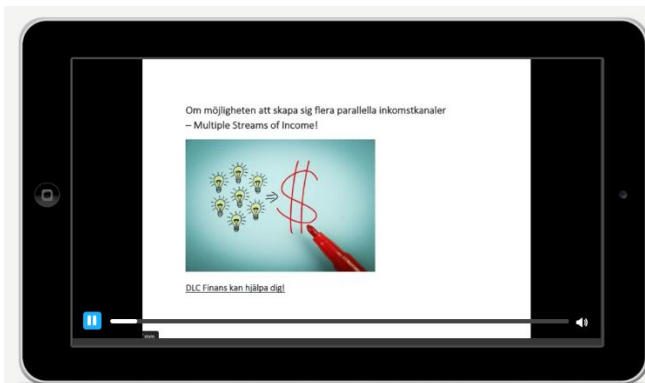 Om möjligheten att skapa sig flera parallella inkomstkanaler
– Multiple Streams of Income!
$
DLC Finans kan hjälpa dig!